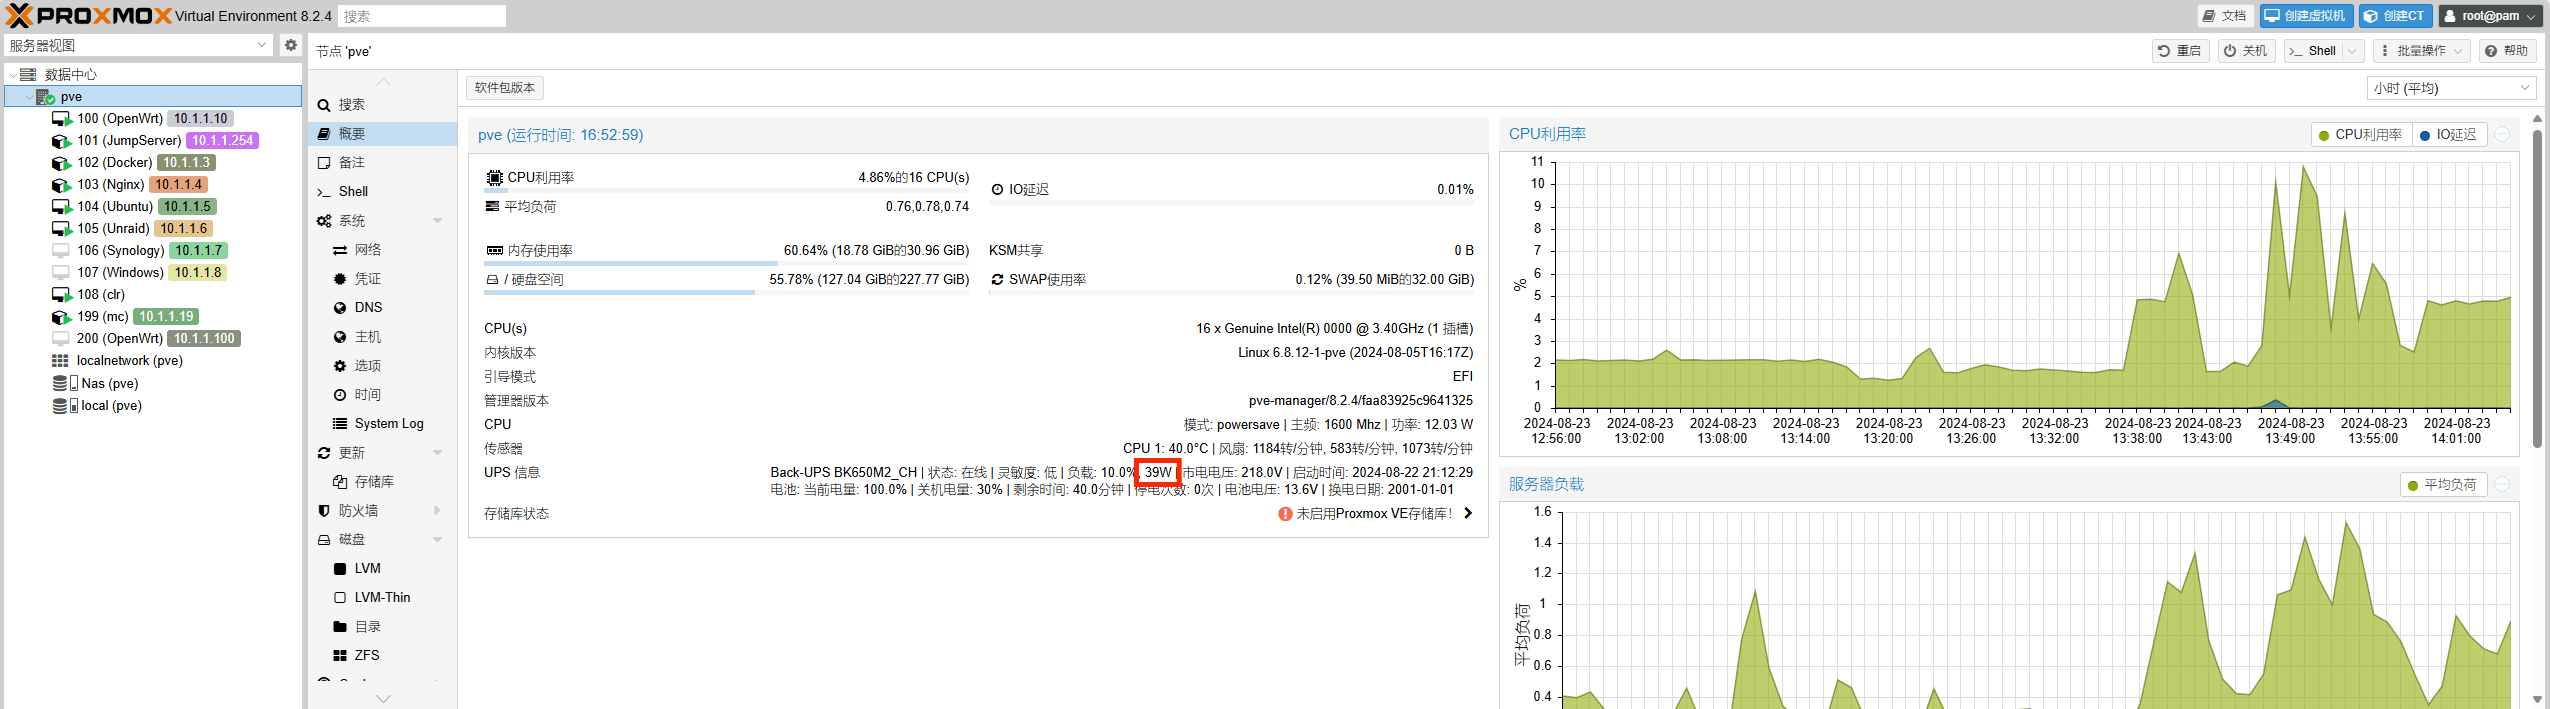 PROXMOX Virtual Environment 8.2.4 搜索 文档 创建虚拟机 创建CT root@pam
服务器视图
数据中心
pve
100 (OpenWrt) 10.1.1.10
101 (JumpServer) 10.1.1.254
102 (Docker) 10.1.1.3
103 (Nginx) 10.1.1.4
104 (Ubuntu) 10.1.1.5
105 (Unraid) 10.1.1.6
106 (Synology) 10.1.1.7
107 (Windows) 10.1.1.8
108 (clr)
199 (mc) 10.1.1.19
200 (OpenWrt) 10.1.1.100
localnetwork (pve)
Nas (pve)
local (pve)
节点 'pve' 重启 关机 Shell 批量操作 帮助
搜索
概要
备注
Shell
系统
网络
凭证
DNS
主机
选项
时间
System Log
更新
存储库
防火墙
磁盘
LVM
LVM-Thin
目录
ZFS
软件包版本 小时 (平均)
pve (运行时间: 16:52:59)
CPU利用率 4.86%的16 CPU(s)
IO延迟 0.01%
平均负荷 0.76,0.78,0.74
内存使用率 60.64% (18.78 GiB的30.96 GiB)
KSM共享 0 B
/ 硬盘空间 55.78% (127.04 GiB的227.77 GiB)
SWAP使用率 0.12% (39.50 MiB的32.00 GiB)
CPU(s) 16 x Genuine Intel(R) 0000 @ 3.40GHz (1 插槽)
内核版本 Linux 6.8.12-1-pve (2024-08-05T16:17Z)
引导模式 EFI
管理器版本 pve-manager/8.2.4/faa83925c9641325
CPU 模式: powersave | 主频: 1600 Mhz | 功率: 12.03 W
传感器 CPU 1: 40.0°C | 风扇: 1184转/分钟, 583转/分钟, 1073转/分钟
UPS 信息 Back-UPS BK650M2_CH | 状态: 在线 | 灵敏度: 低 | 负载: 10.0%, 39W | 市电电压: 218.0V | 启动时间: 2024-08-22 21:12:29
电池: 当前电量: 100.0% | 关机电量: 30% | 剩余时间: 40.0分钟 | 停电次数: 0次 | 电池电压: 13.6V | 换电日期: 2001-01-01
存储库状态 未启用Proxmox VE存储库!
CPU利用率 CPU利用率 IO延迟
11
10
9
8
7
6
5
4
3
2
1
0
%
2024-08-23 2024-08-23 2024-08-23 2024-08-23 2024-08-23 2024-08-23 2024-08-23 2024-08-23 2024-08-23 2024-08-23 2024-08-23 2024-08-23
12:56:00 13:02:00 13:08:00 13:14:00 13:20:00 13:26:00 13:32:00 13:38:00 13:43:00 13:49:00 13:55:00 14:01:00
服务器负载 平均负荷
1.6
1.4
1.2
1
0.8
0.6
0.4
平均负荷